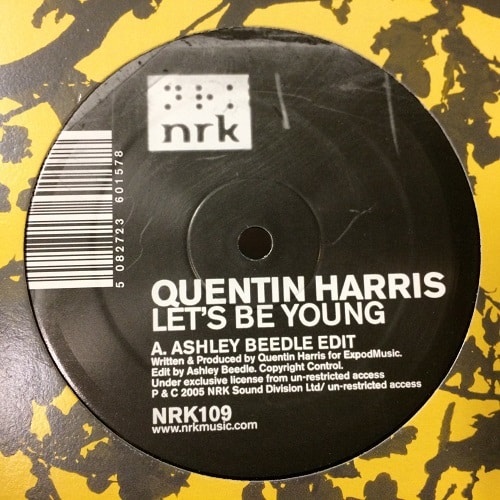 nrk
5 082723 601578
QUENTIN HARRIS
LET'S BE YOUNG
A. ASHLEY BEEDLE EDIT
Written & Produced by Quentin Harris for ExpodMusic.
Edit by Ashley Beedle. Copyright Control.
Under exclusive license from un-restricted access
P & C 2005 NRK Sound Division Ltd/ un-restricted access
NRK109
www.nrkmusic.com